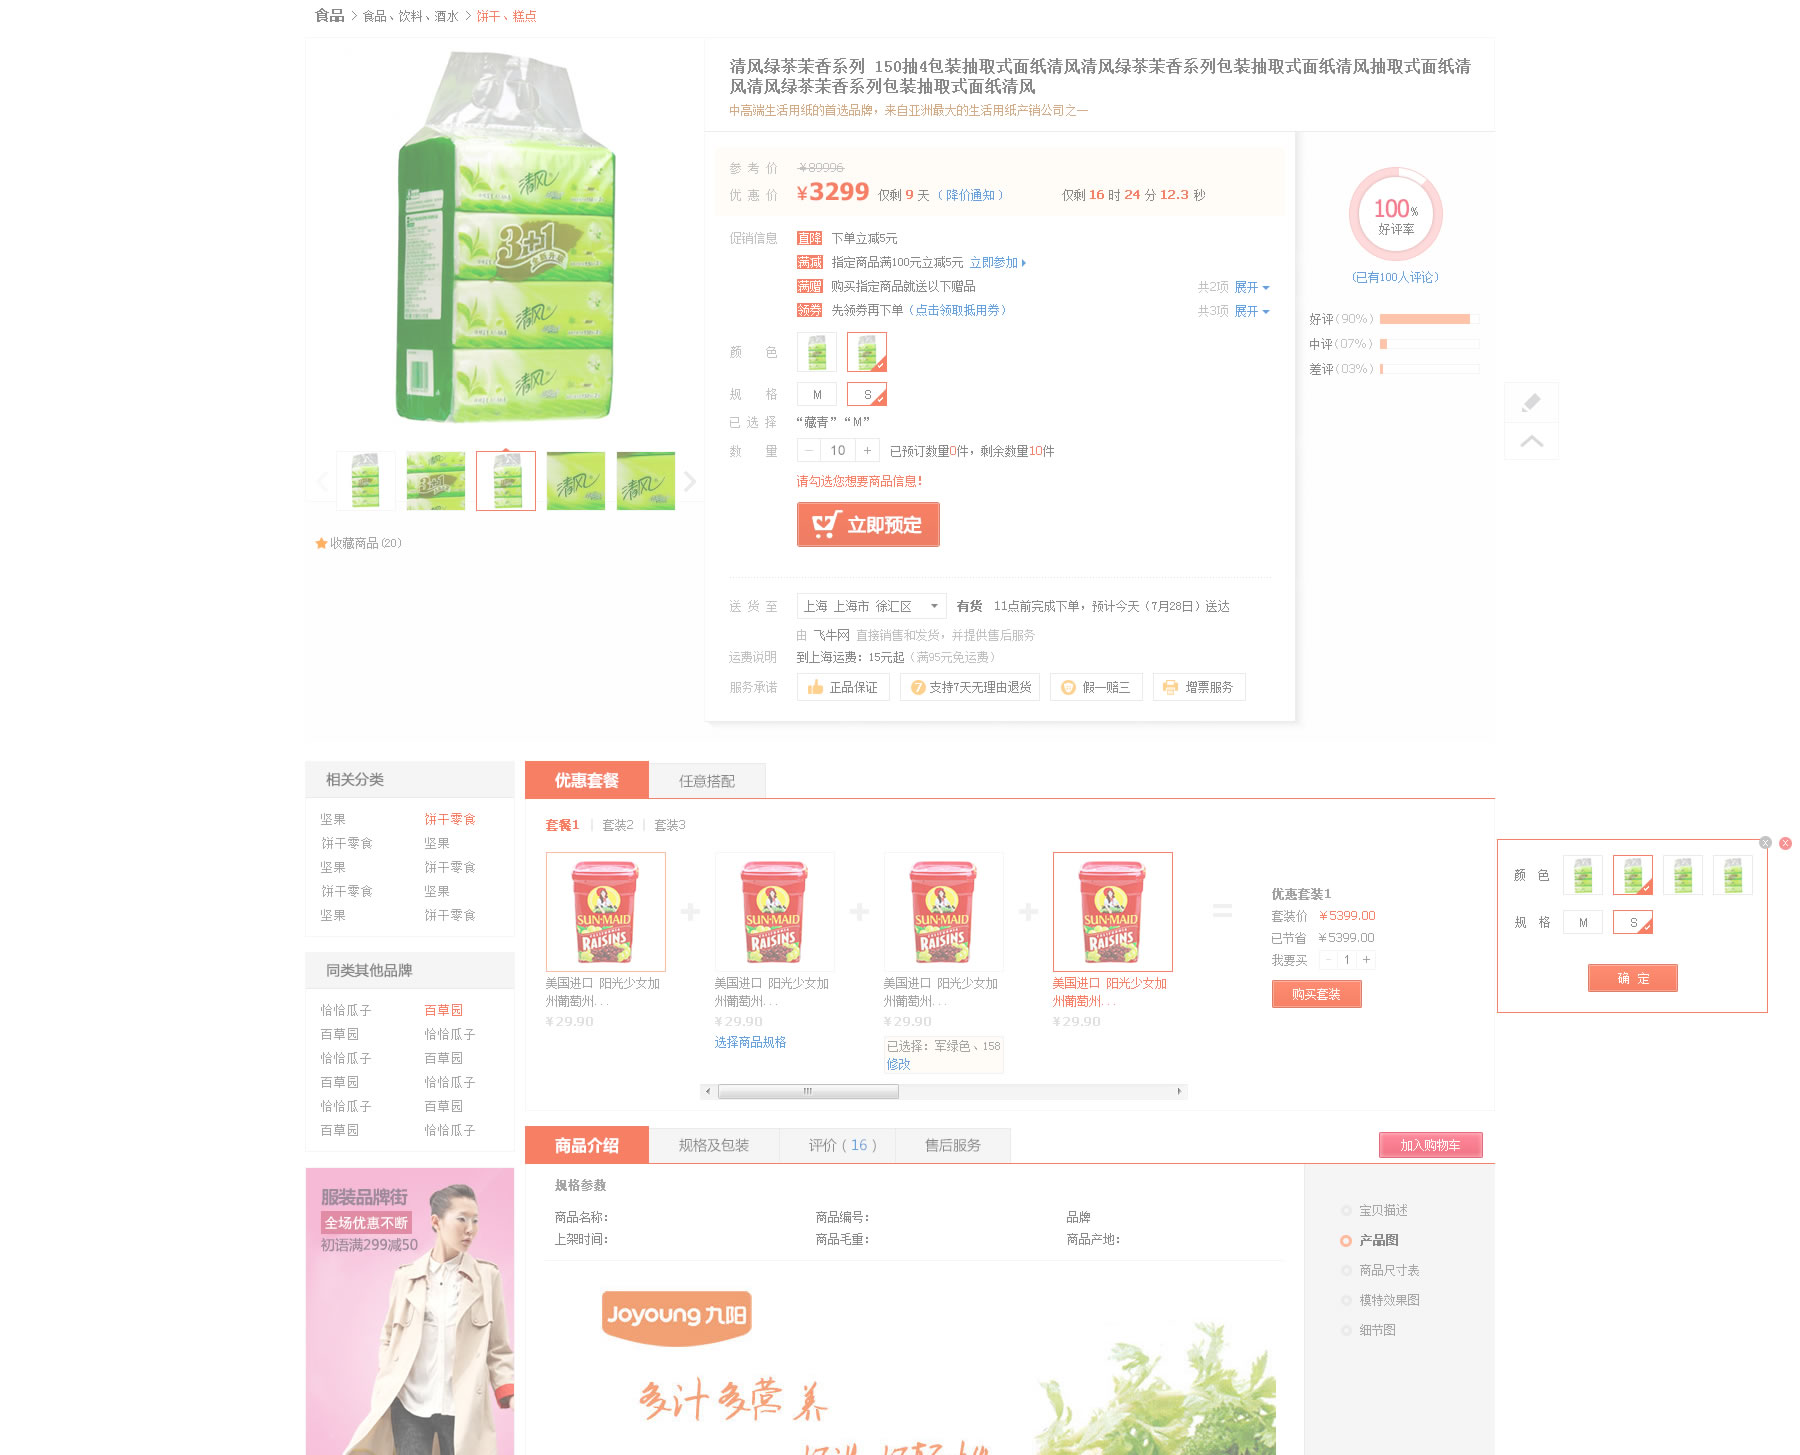 食品 > 食品、饮料、酒水 > 饼干、糕点
清风绿茶茉香系列 150抽4包装抽取式面纸清风清风绿茶茉香系列包装抽取式面纸清风抽取式面纸清
风清风绿茶茉香系列包装抽取式面纸清风
中高端生活用纸的首选品牌，来自亚洲最大的生活用纸产销公司之一
清风
3+1
清风
清风
参 考 价 ¥89996
优 惠 价 ¥3299 仅剩 9 天（降价通知） 仅剩 16 时 24 分 12.3 秒
促销信息 直降 下单立减5元
满减 指定商品满100元立减5元 立即参加
满赠 购买指定商品就送以下赠品 共2项 展开
领券 先领券再下单（点击领取抵用券） 共3项 展开
颜 色
规 格 M S
已 选 择 “藏青”“M”
数 量 － 10 ＋ 已预订数量0件，剩余数量10件
请勾选您想要商品信息！
立即预定
100%
好评率
(已有100人评论)
好评(90%)
中评(07%)
差评(03%)
收藏商品(20)
送 货 至 上海 上海市 徐汇区 有货 11点前完成下单，预计今天（7月28日）送达
由 飞牛网 直接销售和发货，并提供售后服务
运费说明 到上海运费：15元起（满95元免运费）
服务承诺 正品保证 7 支持7天无理由退货 假一赔三 增票服务
相关分类
坚果 饼干零食
饼干零食 坚果
坚果 饼干零食
饼干零食 坚果
坚果 饼干零食
同类其他品牌
恰恰瓜子 百草园
百草园 恰恰瓜子
恰恰瓜子 百草园
百草园 恰恰瓜子
恰恰瓜子 百草园
百草园 恰恰瓜子
服装品牌街
全场优惠不断
初语满299减50
优惠套餐 任意搭配
套餐1 | 套装2 | 套装3
SUN-MAID RAISINS
SUN-MAID RAISINS
SUN-MAID RAISINS
SUN-MAID RAISINS
美国进口 阳光少女加 美国进口 阳光少女加 美国进口 阳光少女加 美国进口 阳光少女加
州葡萄州... 州葡萄州... 州葡萄州... 州葡萄州...
¥29.90 ¥29.90 ¥29.90 ¥29.90
选择商品规格
已选择：军绿色、158
修改
优惠套装1
套装价 ¥5399.00
已节省 ¥5399.00
我要买 － 1 ＋
购买套装
颜 色
规 格 M S
确 定
商品介绍 规格及包装 评价（16） 售后服务 加入购物车
规格参数
商品名称： 商品编号： 品牌
上架时间： 商品毛重： 商品产地：
Joyoung九阳
多汁多营养
宝贝描述
产品图
商品尺寸表
模特效果图
细节图